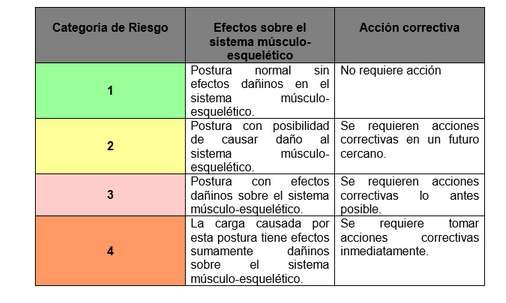 Categoría de Riesgo
Efectos sobre el
sistema músculo-
esquelético
Acción correctiva
1
Postura normal sin
efectos dañinos en el
sistema músculo-
esquelético.
No requiere acción
2
Postura con posibilidad
de causar daño al
sistema músculo-
esquelético.
Se requieren acciones
correctivas en un futuro
cercano.
3
Postura con efectos
dañinos sobre el sistema
músculo-esquelético.
Se requieren acciones
correctivas lo antes
posible.
4
La carga causada por
esta postura tiene efectos
sumamente dañinos
sobre el sistema
músculo-esquelético.
Se requiere tomar
acciones correctivas
inmediatamente.